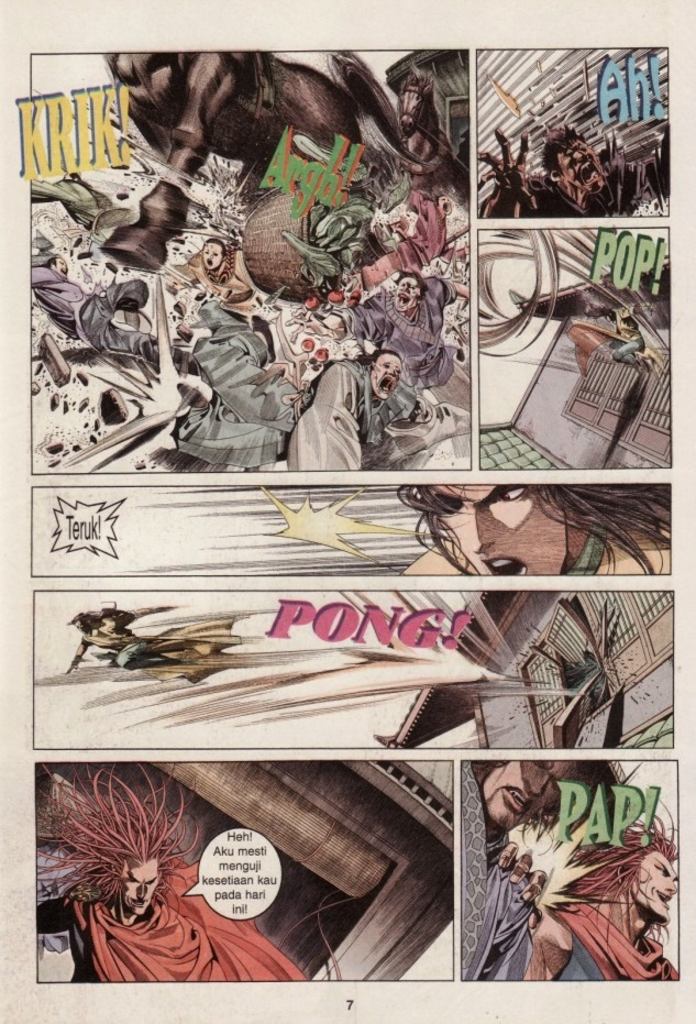 KRIK!
Argh!
Ah!
POP!
Teruk!
PONG!
Heh!
Aku mesti
menguji
kesetiaan kau
pada hari
ini!
PAP!
7